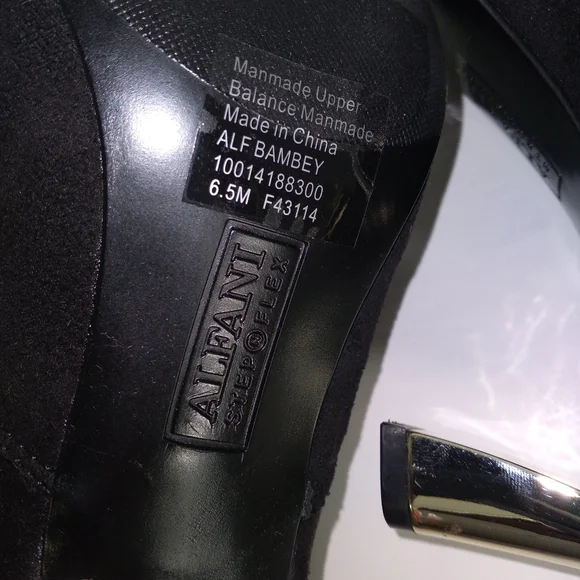 Manmade Upper
Balance Manmade
Made in China
ALF BAMBEY
10014188300
6.5M F43114
ALFANI
STEP ® FLEX